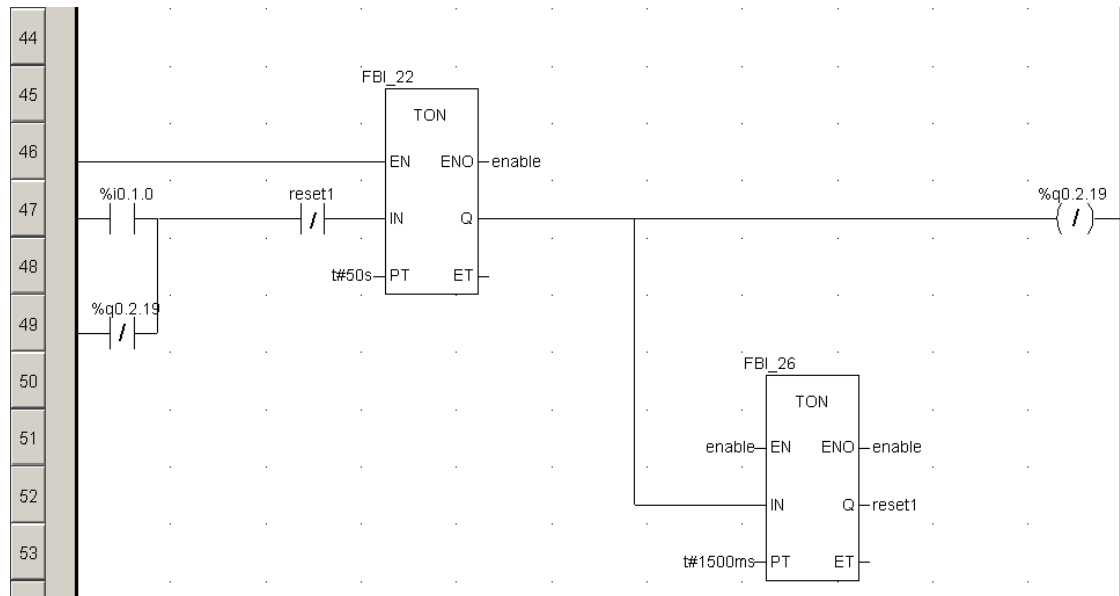 44
45
FBI_22
TON
46
EN ENO enable
47
%i0.1.0 reset1 %q0.2.19
/ IN Q /
48
t#50s PT ET
49
%q0.2.19
/
50
FBI_26
TON
51
enable EN ENO enable
52
IN Q reset1
53
t#1500ms PT ET